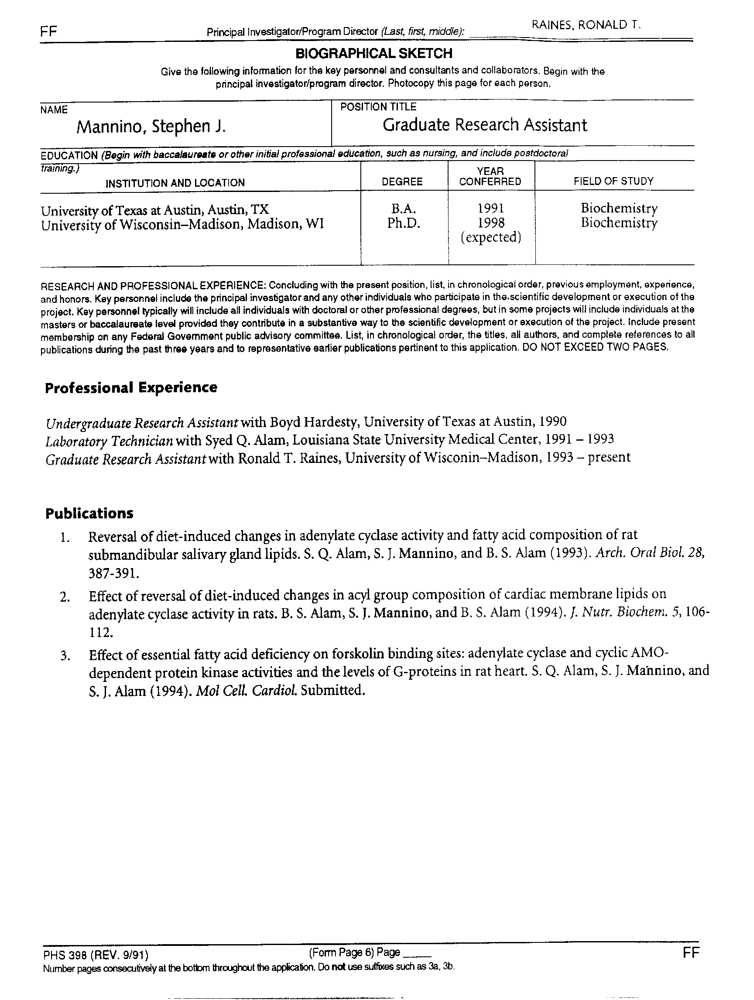 FF Principal Investigator/Program Director (Last, first, middle): RAINES, RONALD T.
BIOGRAPHICAL SKETCH
Give the following information for the key personnel and consultants and collaborators. Begin with the
principal investigator/program director. Photocopy this page for each person.
NAME POSITION TITLE
Mannino, Stephen J. Graduate Research Assistant
EDUCATION (Begin with baccalaureate or other initial professional education, such as nursing, and include postdoctoral
training.)
INSTITUTION AND LOCATION DEGREE YEAR CONFERRED FIELD OF STUDY
University of Texas at Austin, Austin, TX B.A. 1991 Biochemistry
University of Wisconsin–Madison, Madison, WI Ph.D. 1998 Biochemistry
(expected)
RESEARCH AND PROFESSIONAL EXPERIENCE: Concluding with the present position, list, in chronological order, previous employment, experience,
and honors. Key personnel include the principal investigator and any other individuals who participate in the scientific development or execution of the
project. Key personnel typically will include all individuals with doctoral or other professional degrees, but in some projects will include individuals at the
masters or baccalaureate level provided they contribute in a substantive way to the scientific development or execution of the project. Include present
membership on any Federal Government public advisory committee. List, in chronological order, the titles, all authors, and complete references to all
publications during the past three years and to representative earlier publications pertinent to this application. DO NOT EXCEED TWO PAGES.
Professional Experience
Undergraduate Research Assistant with Boyd Hardesty, University of Texas at Austin, 1990
Laboratory Technician with Syed Q. Alam, Louisiana State University Medical Center, 1991 – 1993
Graduate Research Assistant with Ronald T. Raines, University of Wisconin–Madison, 1993 – present
Publications
1. Reversal of diet-induced changes in adenylate cyclase activity and fatty acid composition of rat
submandibular salivary gland lipids. S. Q. Alam, S. J. Mannino, and B. S. Alam (1993). Arch. Oral Biol. 28,
387-391.
2. Effect of reversal of diet-induced changes in acyl group composition of cardiac membrane lipids on
adenylate cyclase activity in rats. B. S. Alam, S. J. Mannino, and B. S. Alam (1994). J. Nutr. Biochem. 5, 106-
112.
3. Effect of essential fatty acid deficiency on forskolin binding sites: adenylate cyclase and cyclic AMO-
dependent protein kinase activities and the levels of G-proteins in rat heart. S. Q. Alam, S. J. Mannino, and
S. J. Alam (1994). Mol Cell. Cardiol. Submitted.
PHS 398 (REV. 9/91) (Form Page 6) Page _____ FF
Number pages consecutively at the bottom throughout the application. Do not use suffixes such as 3a, 3b.